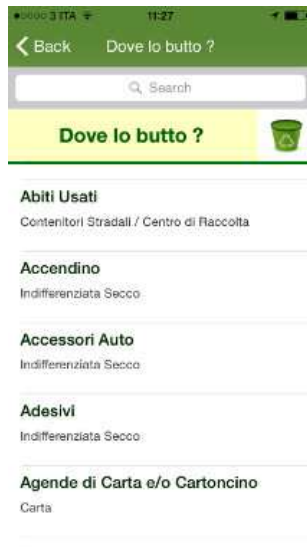 3 ITA 11:27
Back Dove lo butto ?
Search
Dove lo butto ?
Abiti Usati
Contenitori Stradali / Centro di Raccolta
Accendino
Indifferenziata Secco
Accessori Auto
Indifferenziata Secco
Adesivi
Indifferenziata Secco
Agende di Carta e/o Cartoncino
Carta